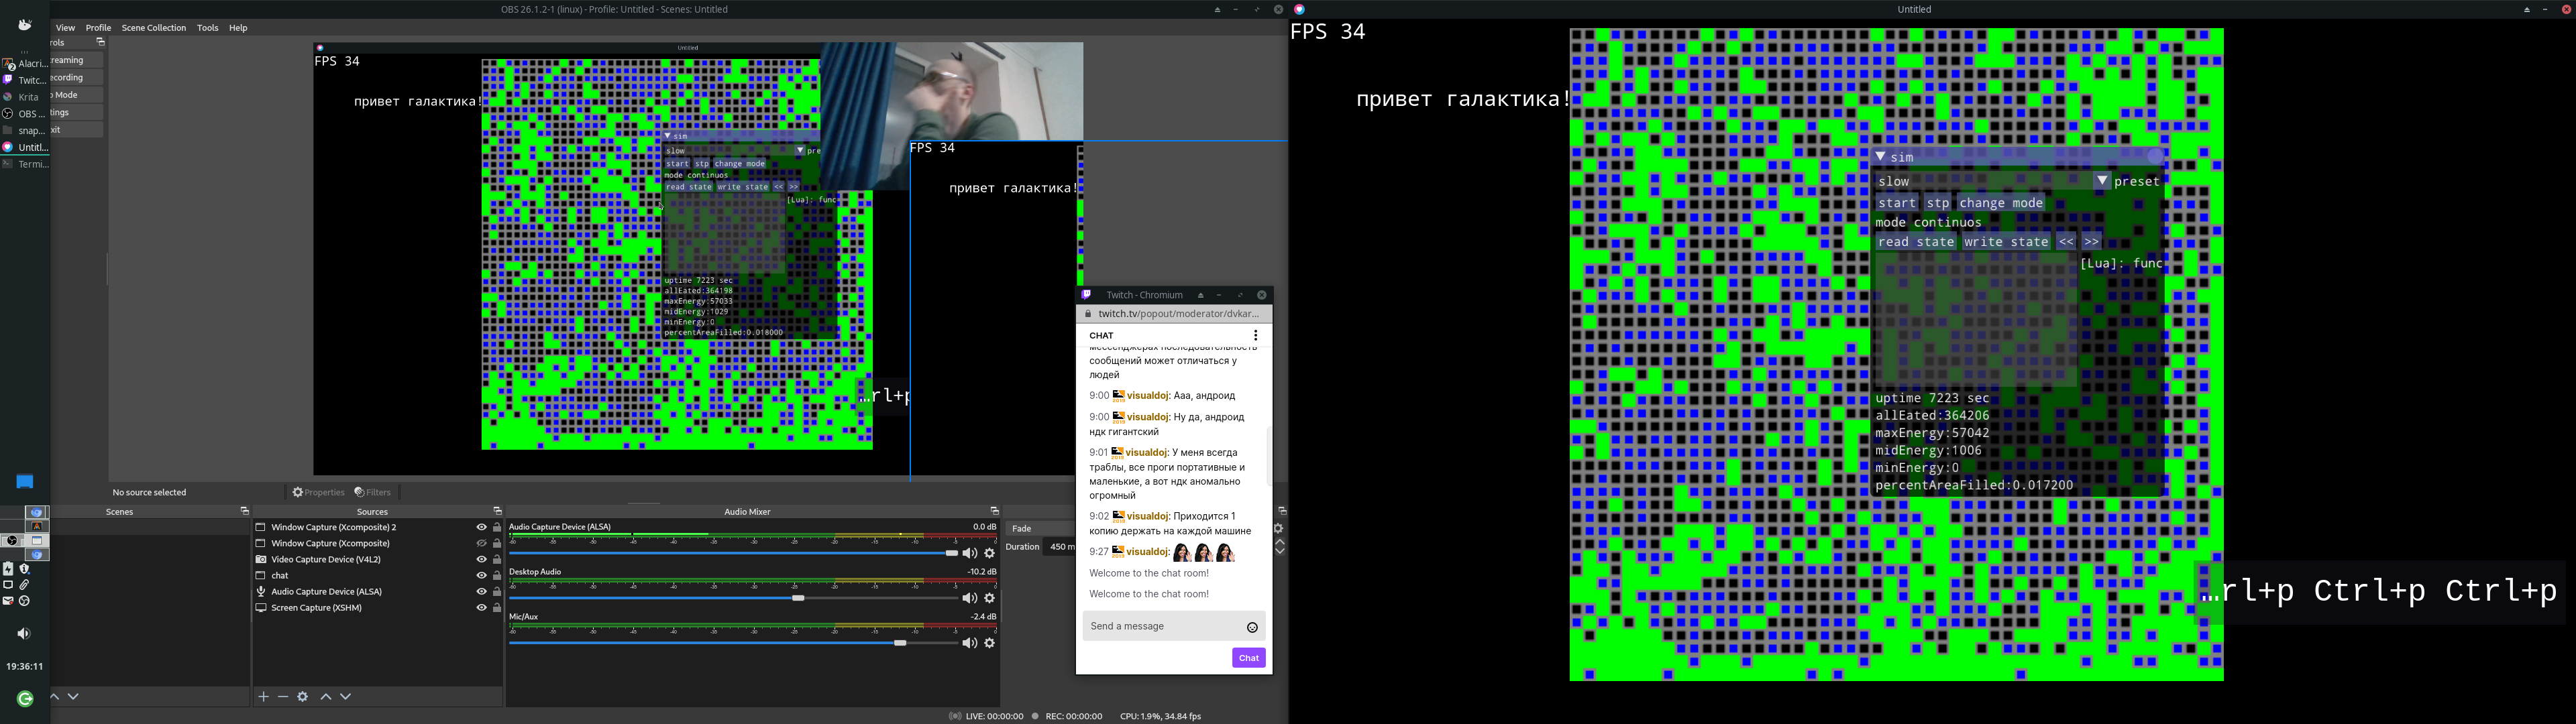 OBS 26.1.2-1 (linux) - Profile: Untitled - Scenes: Untitled
View Profile Scene Collection Tools Help
rols
reaming
ecording
o Mode
tings
xit
Alacri...
Twitc...
Krita
OBS ...
snap...
Untitl...
Termi...
19:36:11
Untitled
FPS 34
привет галактика!
sim
slow
pre
start stp change mode
mode continuos
read state write state << >>
[Lua]: func
uptime 7223 sec
allEated:364198
maxEnergy:57033
midEnergy:1029
minEnergy:0
percentAreaFilled:0.018000
…rl+p
FPS 34
привет галактика!
No source selected
Properties Filters
Scenes
Sources
Window Capture (Xcomposite) 2
Window Capture (Xcomposite)
Video Capture Device (V4L2)
chat
Audio Capture Device (ALSA)
Screen Capture (XSHM)
Audio Mixer
Audio Capture Device (ALSA) 0.0 dB
Desktop Audio -10.2 dB
Mic/Aux -2.4 dB
Fade
Duration 450 m
LIVE: 00:00:00 REC: 00:00:00 CPU: 1.9%, 34.84 fps
Twitch - Chromium
twitch.tv/popout/moderator/dvkar...
CHAT
мессенджерах последовательность
сообщений может отличаться у
людей
9:00 visualdoj: Ааа, андроид
9:00 visualdoj: Ну да, андроид
ндк гигантский
9:01 visualdoj: У меня всегда
траблы, все проги портативные и
маленькие, а вот ндк аномально
огромный
9:02 visualdoj: Приходится 1
копию держать на каждой машине
9:27 visualdoj:
Welcome to the chat room!
Welcome to the chat room!
Send a message
Chat
Untitled
FPS 34
привет галактика!
sim
slow preset
start stp change mode
mode continuos
read state write state << >>
[Lua]: func
uptime 7223 sec
allEated:364206
maxEnergy:57042
midEnergy:1006
minEnergy:0
percentAreaFilled:0.017200
…rl+p Ctrl+p Ctrl+p